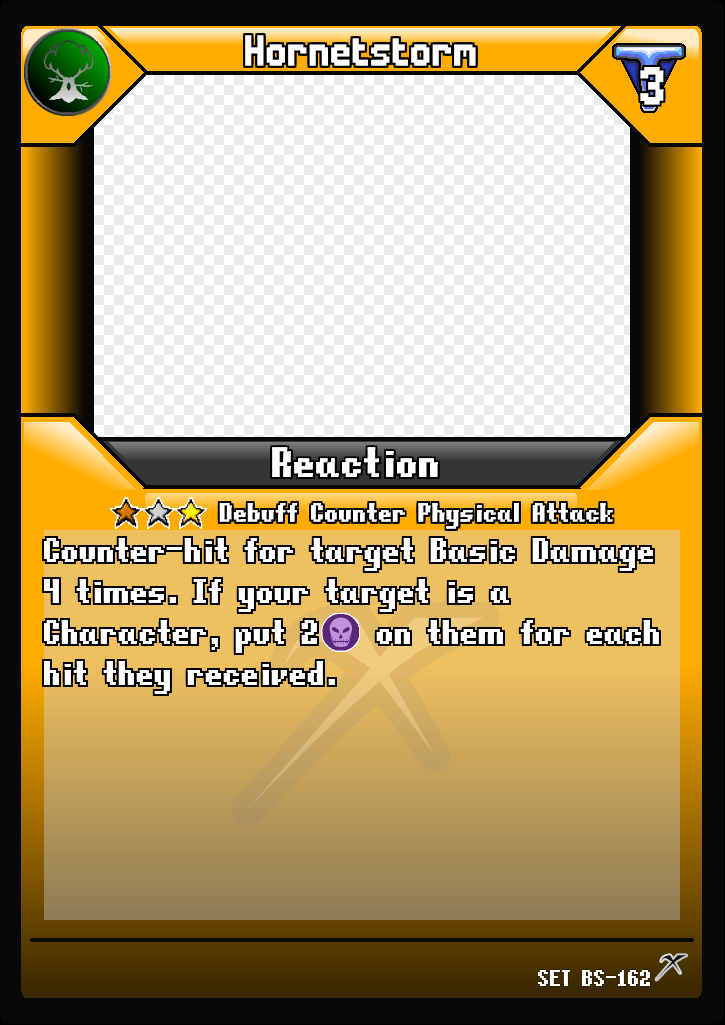 Hornetstorm
3
Reaction
Debuff Counter Physical Attack
Counter-hit for target Basic Damage
4 times. If your target is a
Character, put 2 on them for each
hit they received.
SET BS-162